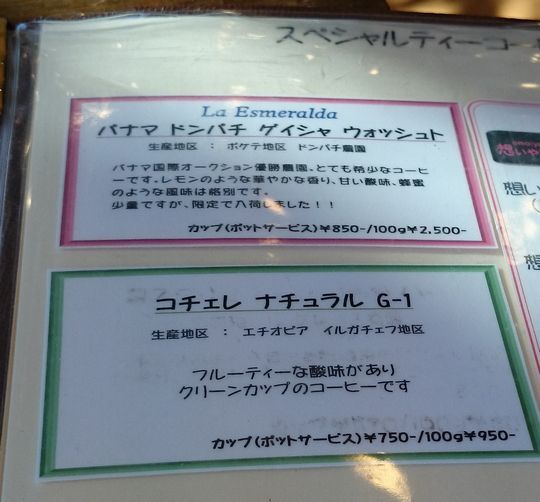 スペシャルティーコー
La Esmeralda
パナマ ドンパチ ゲイシャ ウォッシュト
生産地区 : ボケテ地区 ドンパチ農園
パナマ国際オークション優勝農園。とても希少なコーヒ
ーです。レモンのような華やかな香り、甘い酸味、蜂蜜
のような風味は格別です。
少量ですが、限定で入荷しました!!
カップ(ポットサービス)¥850-/100g¥2,500-
コチェレ ナチュラル G-1
生産地区 : エチオピア イルガチェフ地区
フルーティーな酸味があり
クリーンカップのコーヒーです
カップ(ポットサービス)¥750-/100g¥950-
想いや
想い
想